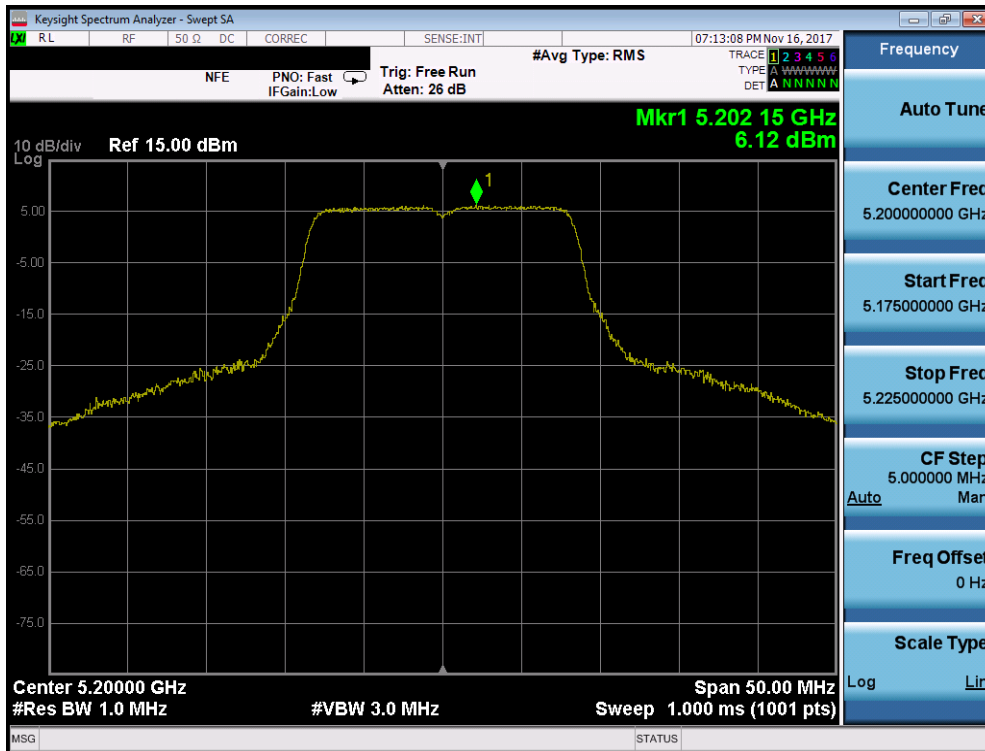 Keysight Spectrum Analyzer - Swept SA
LXI RL RF 50 Ω DC CORREC SENSE:INT 07:13:08 PM Nov 16, 2017
#Avg Type: RMS TRACE 1 2 3 4 5 6
NFE PNO: Fast Trig: Free Run TYPE A WWWWW
IFGain:Low Atten: 26 dB DET A N N N N N
Mkr1 5.202 15 GHz
6.12 dBm
10 dB/div Ref 15.00 dBm
Log
1
5.00
-5.00
-15.0
-25.0
-35.0
-45.0
-55.0
-65.0
-75.0
Center 5.20000 GHz Span 50.00 MHz
#Res BW 1.0 MHz #VBW 3.0 MHz Sweep 1.000 ms (1001 pts)
MSG STATUS
Frequency
Auto Tune
Center Freq
5.200000000 GHz
Start Freq
5.175000000 GHz
Stop Freq
5.225000000 GHz
CF Step
5.000000 MHz
Auto Man
Freq Offset
0 Hz
Scale Type
Log Lin